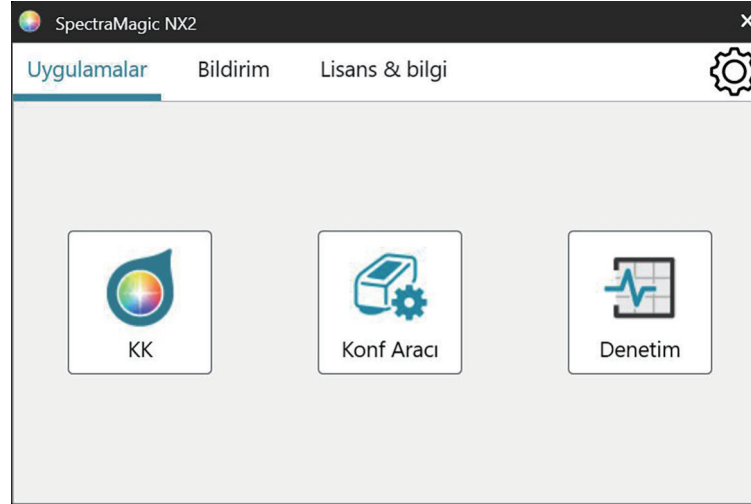 SpectraMagic NX2
Uygulamalar Bildirim Lisans & bilgi
KK Konf Aracı Denetim